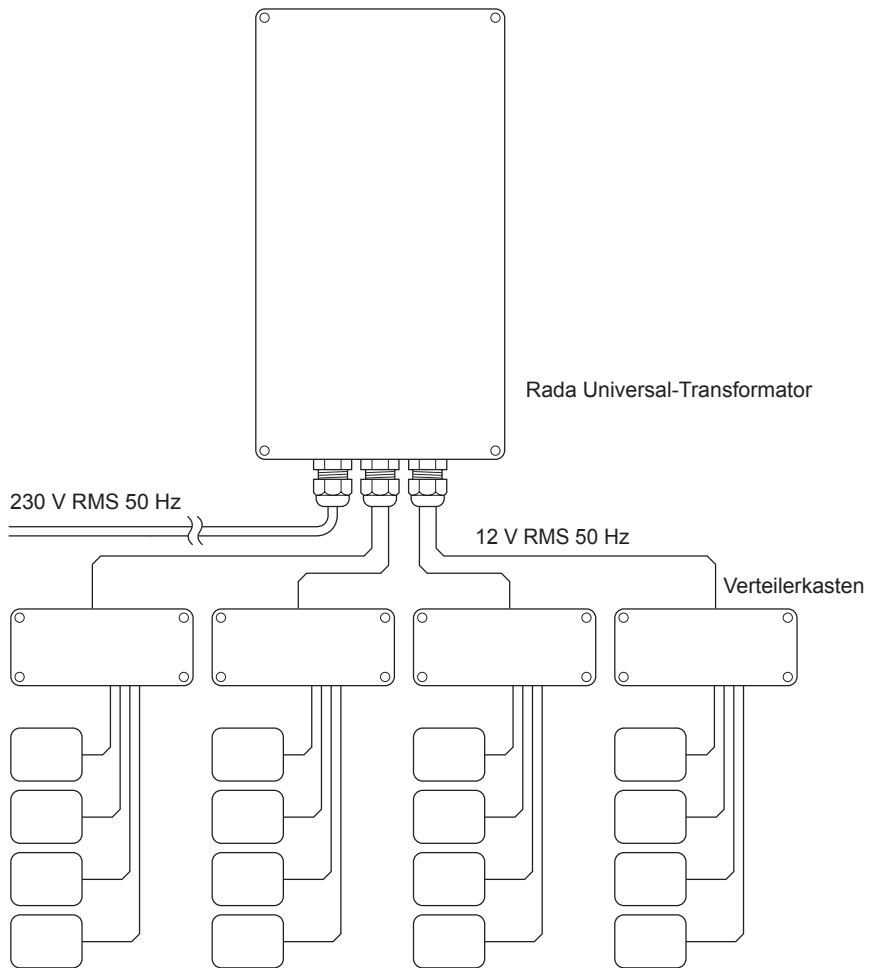 Rada Universal-Transformator
230 V RMS 50 Hz
12 V RMS 50 Hz
Verteilerkasten